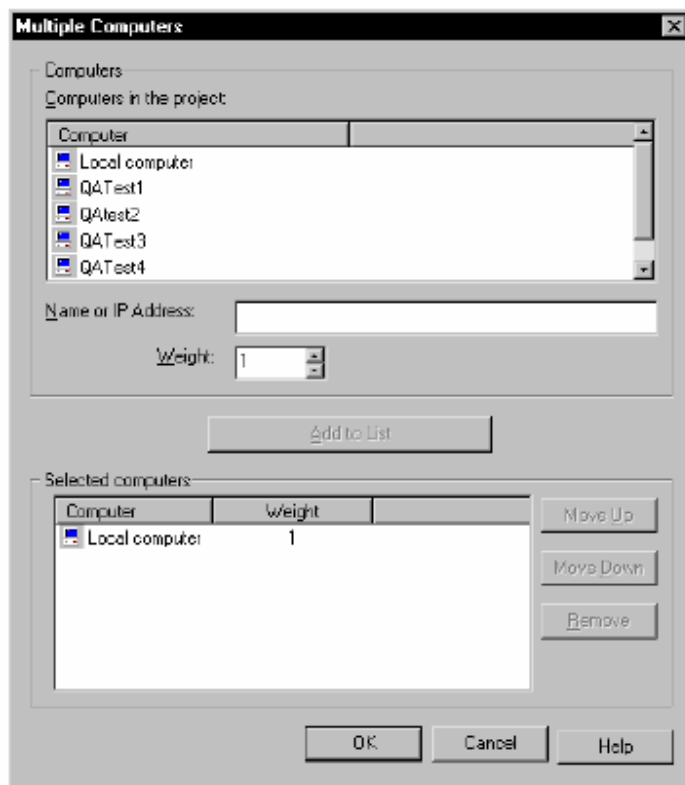 Multiple Computers
Computers
Computers in the project:
Computer
Local computer
QATest1
QAtest2
QATest3
QATest4
Name or IP Address:
Weight: 1
Add to List
Selected computers
Computer Weight
Local computer 1
Move Up
Move Down
Remove
OK Cancel Help